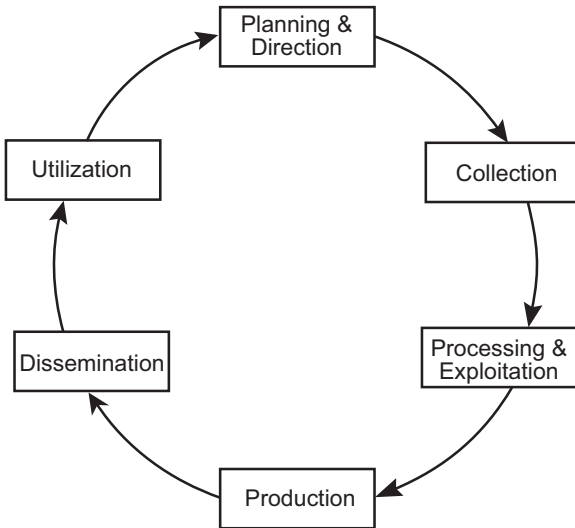 Planning &
Direction
Collection
Processing &
Exploitation
Production
Dissemination
Utilization